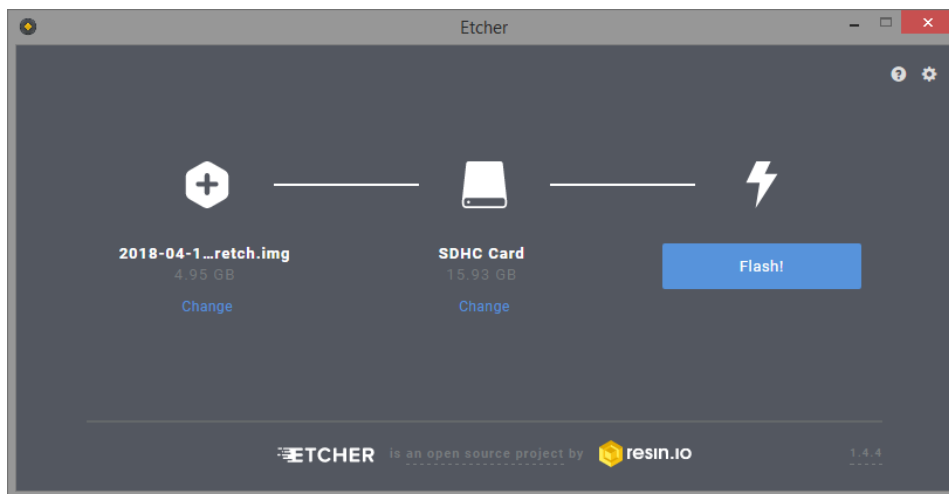 Etcher
2018-04-1...retch.img
4.95 GB
Change
SDHC Card
15.93 GB
Change
Flash!
ETCHER is an open source project by resin.io
1.4.4